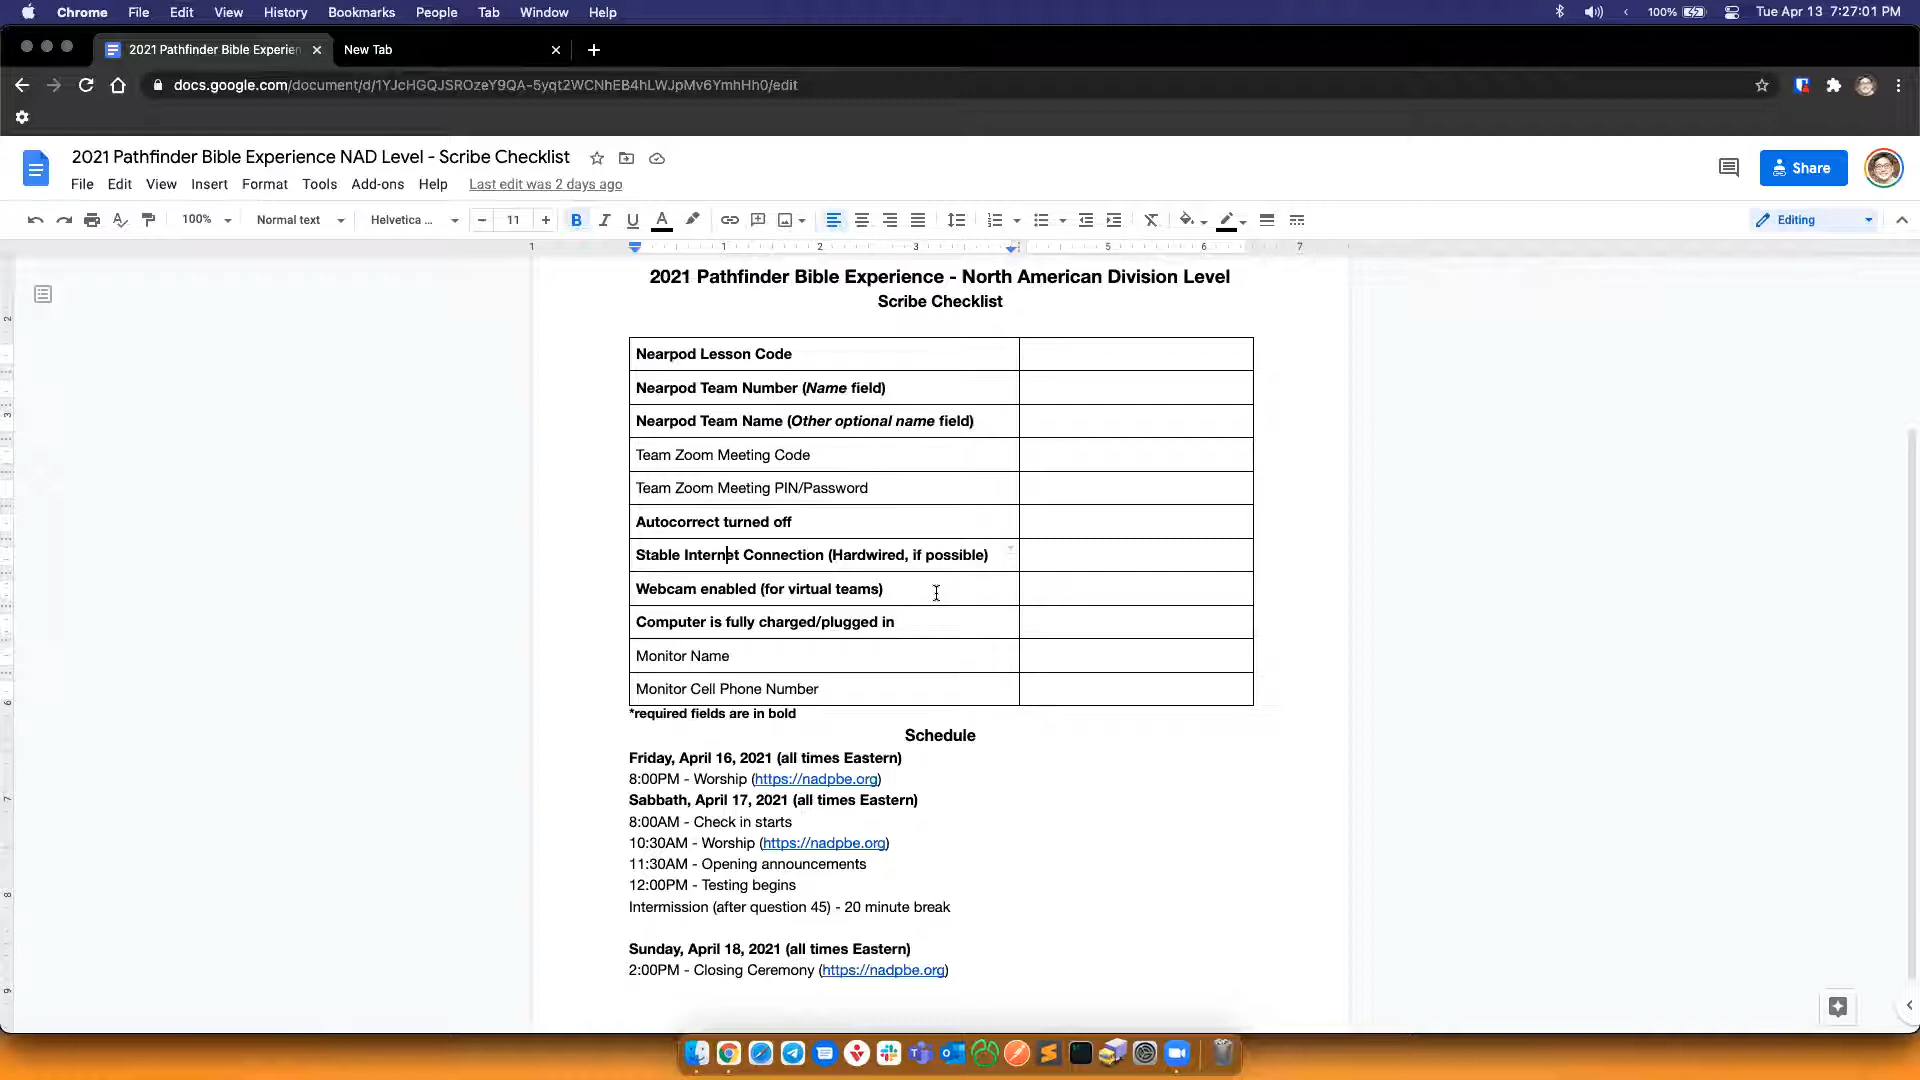 Chrome File Edit View History Bookmarks People Tab Window Help 100% Tue Apr 13 7:27:01 PM
2021 Pathfinder Bible Experien New Tab
docs.google.com/document/d/1YJcHGQJSROzeY9QA-5yqt2WCNhEB4hLWJpMv6YmhHh0/edit
2021 Pathfinder Bible Experience NAD Level - Scribe Checklist
Share
File Edit View Insert Format Tools Add-ons Help Last edit was 2 days ago
100% Normal text Helvetica ... 11 Editing
1 1 2 3 5 6 7
2021 Pathfinder Bible Experience - North American Division Level
Scribe Checklist
Nearpod Lesson Code
Nearpod Team Number (Name field)
Nearpod Team Name (Other optional name field)
Team Zoom Meeting Code
Team Zoom Meeting PIN/Password
Autocorrect turned off
Stable Internet Connection (Hardwired, if possible)
Webcam enabled (for virtual teams)
Computer is fully charged/plugged in
Monitor Name
Monitor Cell Phone Number
*required fields are in bold
Schedule
Friday, April 16, 2021 (all times Eastern)
8:00PM - Worship (https://nadpbe.org)
Sabbath, April 17, 2021 (all times Eastern)
8:00AM - Check in starts
10:30AM - Worship (https://nadpbe.org)
11:30AM - Opening announcements
12:00PM - Testing begins
Intermission (after question 45) - 20 minute break
Sunday, April 18, 2021 (all times Eastern)
2:00PM - Closing Ceremony (https://nadpbe.org)